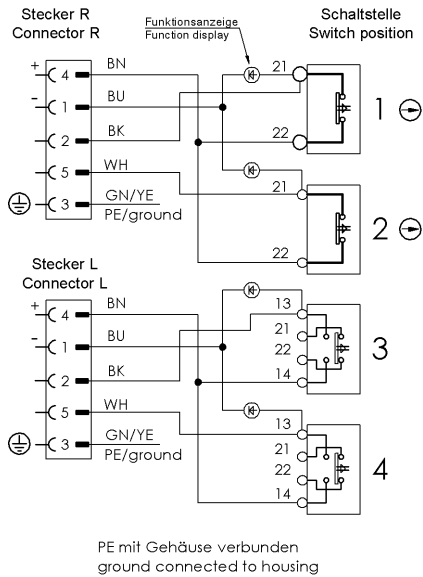 Stecker R
Connector R
Funktionsanzeige
Function display
Schaltstelle
Switch position
+ 4 BN
− 1 BU
2 BK
5 WH
3 GN/YE
PE/ground
21
22
1
21
22
2
Stecker L
Connector L
+ 4 BN
− 1 BU
2 BK
5 WH
3 GN/YE
PE/ground
13
21
22
14
3
13
21
22
14
4
PE mit Gehäuse verbunden
ground connected to housing